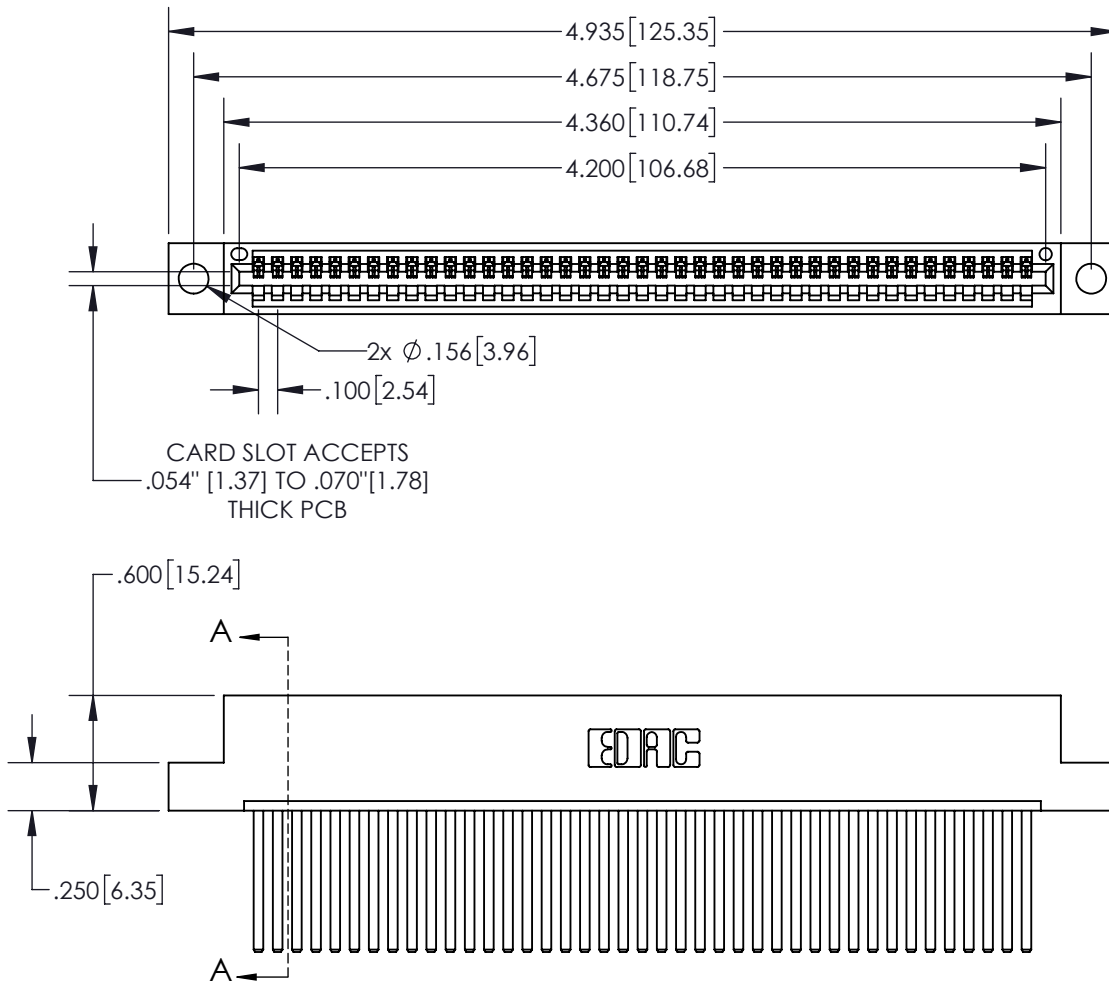 4.935[125.35]
4.675[118.75]
4.360[110.74]
4.200[106.68]
2x Ø .156[3.96]
.100[2.54]
CARD SLOT ACCEPTS
.054" [1.37] TO .070"[1.78]
THICK PCB
.600[15.24]
A
EDAC
.250[6.35]
A